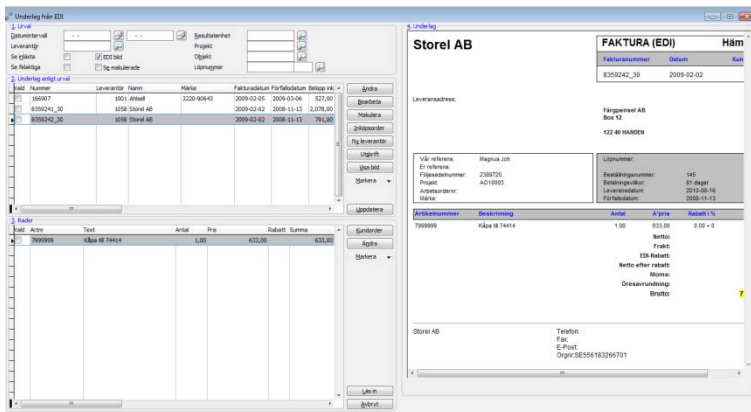 Underlag från EDI
1. Urval
Datumintervall - - - - Resultatenhet
Leverantör Projekt
Se inlästa EDI bild Objekt
Se felaktiga Se makulerade Löpnummer
2. Underlag enligt urval
Vald Nummer Leverantör Namn Märke Fakturadatum Förfallodatum Belopp ink
166907 1001 Ahlsell 3220-90643 2009-02-05 2009-03-06 527,00
8359241_30 1058 Storel AB 2009-02-02 2008-11-13 2,078,00
8359242_30 1058 Storel AB 2009-02-02 2008-11-13 791,00
Ändra
Bearbeta
Makulera
Inköpsorder
Ny leverantör
Utskrift
Visa bild
Markera
Uppdatera
3. Rader
Vald Artnr Text Antal Pris Rabatt Summa
7999999 Kåpa till 74414 1,00 633,00 633,00
Kundorder
Ändra
Markera
Läs in
Avbryt
4. Underlag
Storel AB
FAKTURA (EDI) Häm
Fakturanummer Datum Kun
8359242_30 2009-02-02
Leveransadress:
Färgpensel AB
Box 12
122 40 HANDEN
Vår referens: Magnus Joh
Er referens:
Följesedelnummer: 2389720
Projekt: AO10003
Arbetsordernr:
Märke:
Löpnummer:
Beställningsnummer: 145
Betalningsvillkor: 81 dagar
Leveransdatum: 2010-08-16
Förfallodatum: 2008-11-13
Artikelnummer Beskrivning Antal A'pris Rabatt i %
7999999 Kåpa till 74414 1.00 633,00 0.00 + 0
Netto:
Frakt:
EDI-Rabatt:
Netto efter rabatt:
Moms:
Öresavrundning:
Brutto: 7
Storel AB
Telefon:
Fax:
E-Post:
Orgnr:SE556183266701